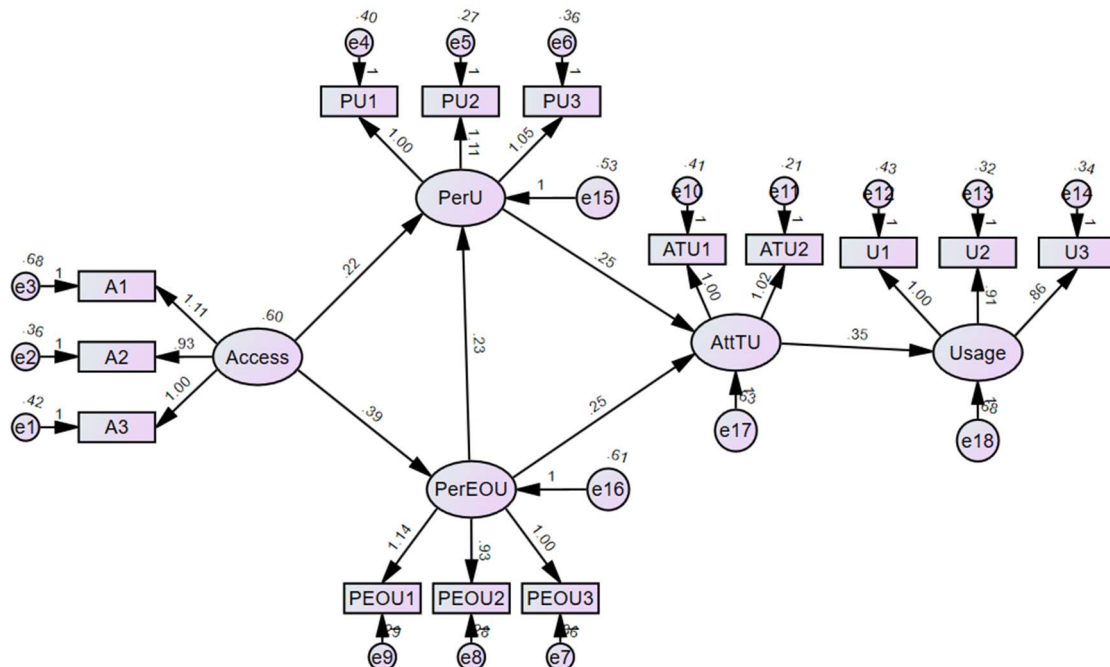 .40 .27 .36
e4 e5 e6
1 1 1
PU1 PU2 PU3
1.00 1.11 1.05
.53
PerU 1 e15
.41 .21 .43 .32 .34
e10 e11 e12 e13 e14
1 1 1 1 1
ATU1 ATU2 U1 U2 U3
1.00 1.02 1.00 .91 .86
.22 .25
.68
e3 1 A1 1.11
.36 .60
e2 1 A2 .93 Access
.42
e1 1 A3 1.00
.23
AttTU .35 Usage
.63 .68
e17 e18
.39 .25
.61
PerEOU 1 e16
1.14 .93 1.00
PEOU1 PEOU2 PEOU3
e9 e8 e7